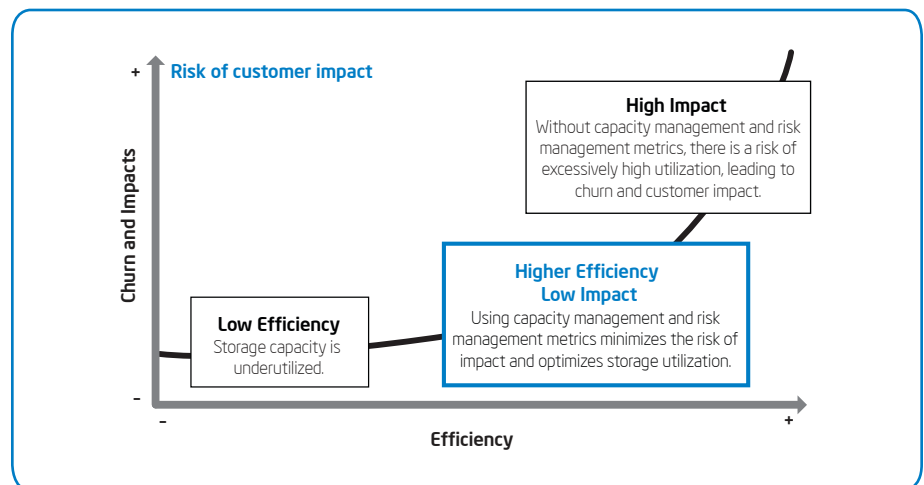 +
Risk of customer impact
High Impact
Without capacity management and risk
management metrics, there is a risk of
excessively high utilization, leading to
churn and customer impact.
Churn and Impacts
Higher Efficiency
Low Impact
Using capacity management and risk
management metrics minimizes the risk of
impact and optimizes storage utilization.
Low Efficiency
Storage capacity is
underutilized.
–
–
+
Efficiency